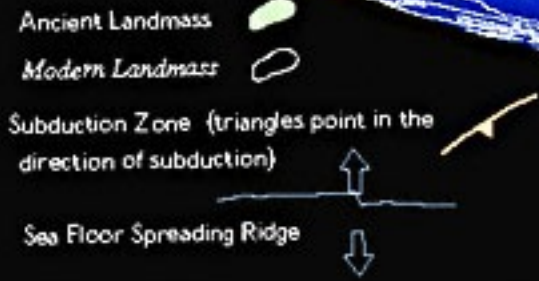 Ancient Landmass
Modern Landmass
Subduction Zone (triangles point in the
direction of subduction)
Sea Floor Spreading Ridge